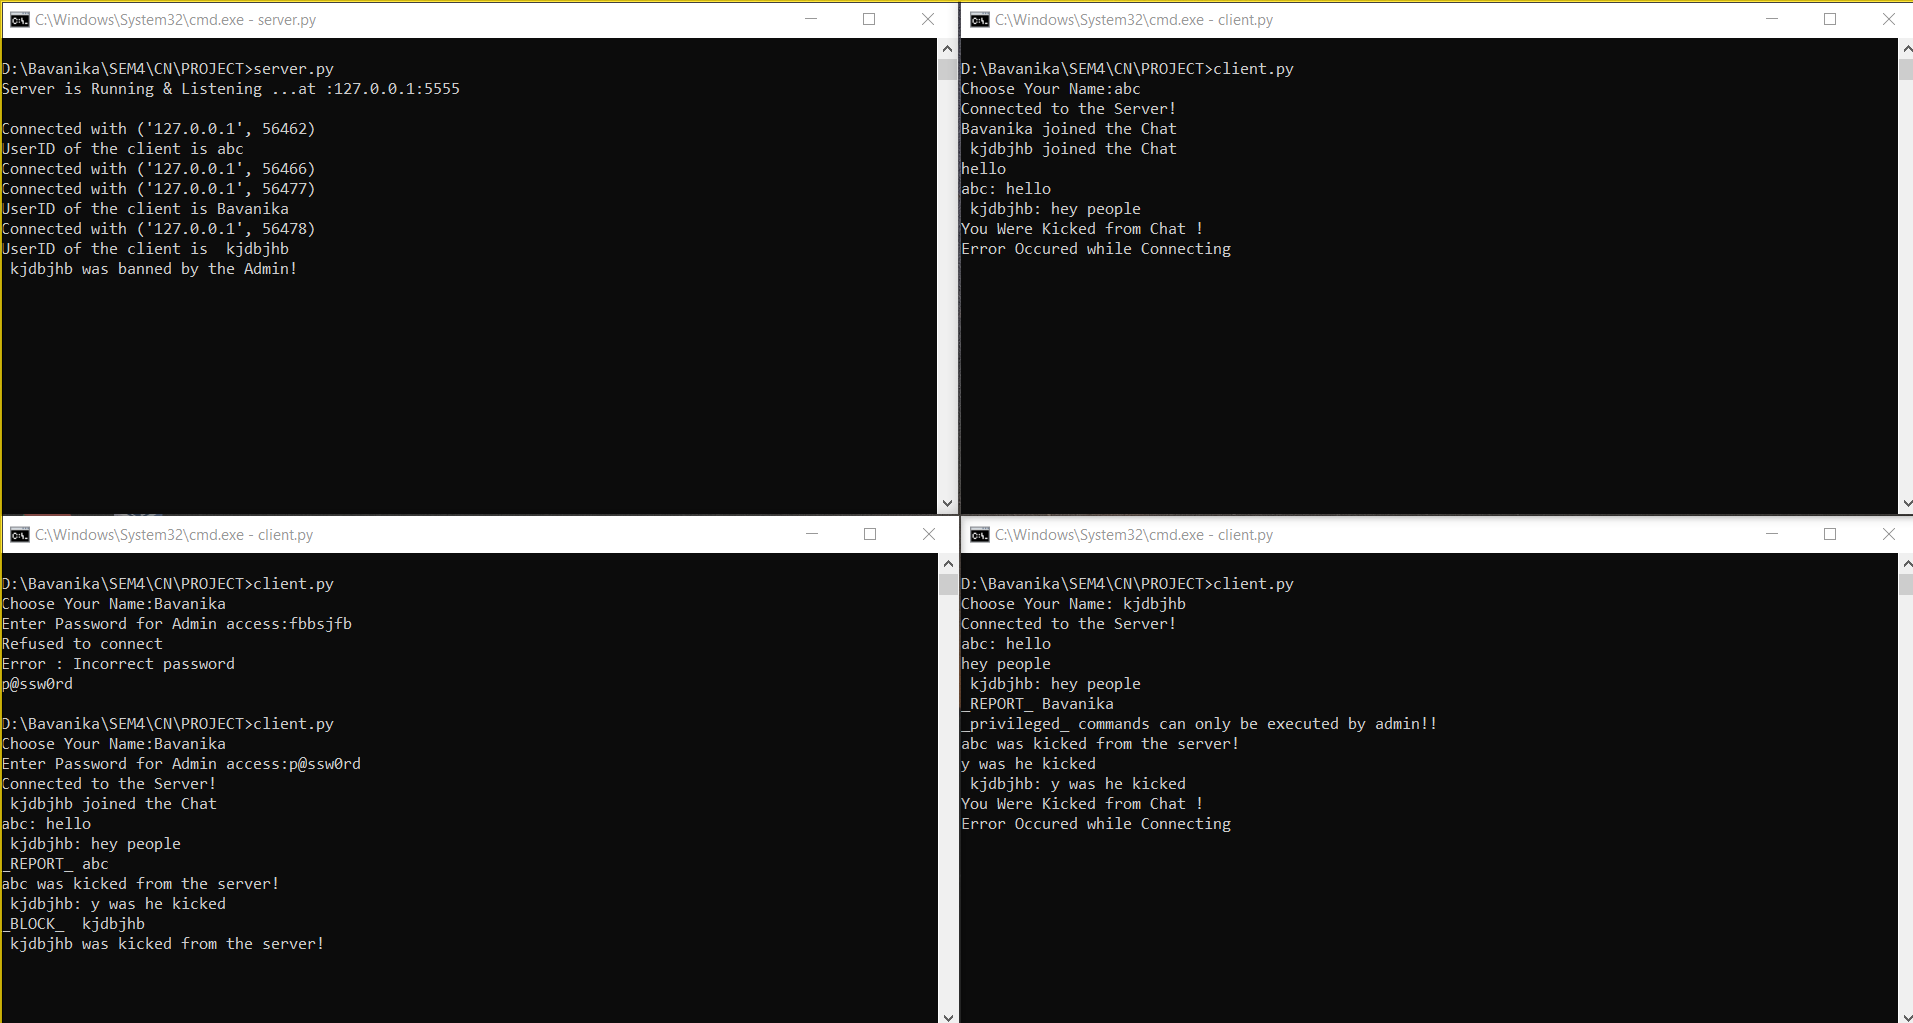 C:\Windows\System32\cmd.exe - server.py
D:\Bavanika\SEM4\CN\PROJECT>server.py
Server is Running & Listening ...at :127.0.0.1:5555
Connected with ('127.0.0.1', 56462)
UserID of the client is abc
Connected with ('127.0.0.1', 56466)
Connected with ('127.0.0.1', 56477)
UserID of the client is Bavanika
Connected with ('127.0.0.1', 56478)
UserID of the client is  kjdbjhb
 kjdbjhb was banned by the Admin!
C:\Windows\System32\cmd.exe - client.py
D:\Bavanika\SEM4\CN\PROJECT>client.py
Choose Your Name:abc
Connected to the Server!
Bavanika joined the Chat
 kjdbjhb joined the Chat
hello
abc: hello
 kjdbjhb: hey people
You Were Kicked from Chat !
Error Occured while Connecting
C:\Windows\System32\cmd.exe - client.py
D:\Bavanika\SEM4\CN\PROJECT>client.py
Choose Your Name:Bavanika
Enter Password for Admin access:fbbsjfb
Refused to connect
Error : Incorrect password
p@ssw0rd
D:\Bavanika\SEM4\CN\PROJECT>client.py
Choose Your Name:Bavanika
Enter Password for Admin access:p@ssw0rd
Connected to the Server!
 kjdbjhb joined the Chat
abc: hello
 kjdbjhb: hey people
_REPORT_ abc
abc was kicked from the server!
 kjdbjhb: y was he kicked
_BLOCK_  kjdbjhb
 kjdbjhb was kicked from the server!
C:\Windows\System32\cmd.exe - client.py
D:\Bavanika\SEM4\CN\PROJECT>client.py
Choose Your Name: kjdbjhb
Connected to the Server!
abc: hello
hey people
 kjdbjhb: hey people
_REPORT_ Bavanika
_privileged_ commands can only be executed by admin!!
abc was kicked from the server!
y was he kicked
 kjdbjhb: y was he kicked
You Were Kicked from Chat !
Error Occured while Connecting